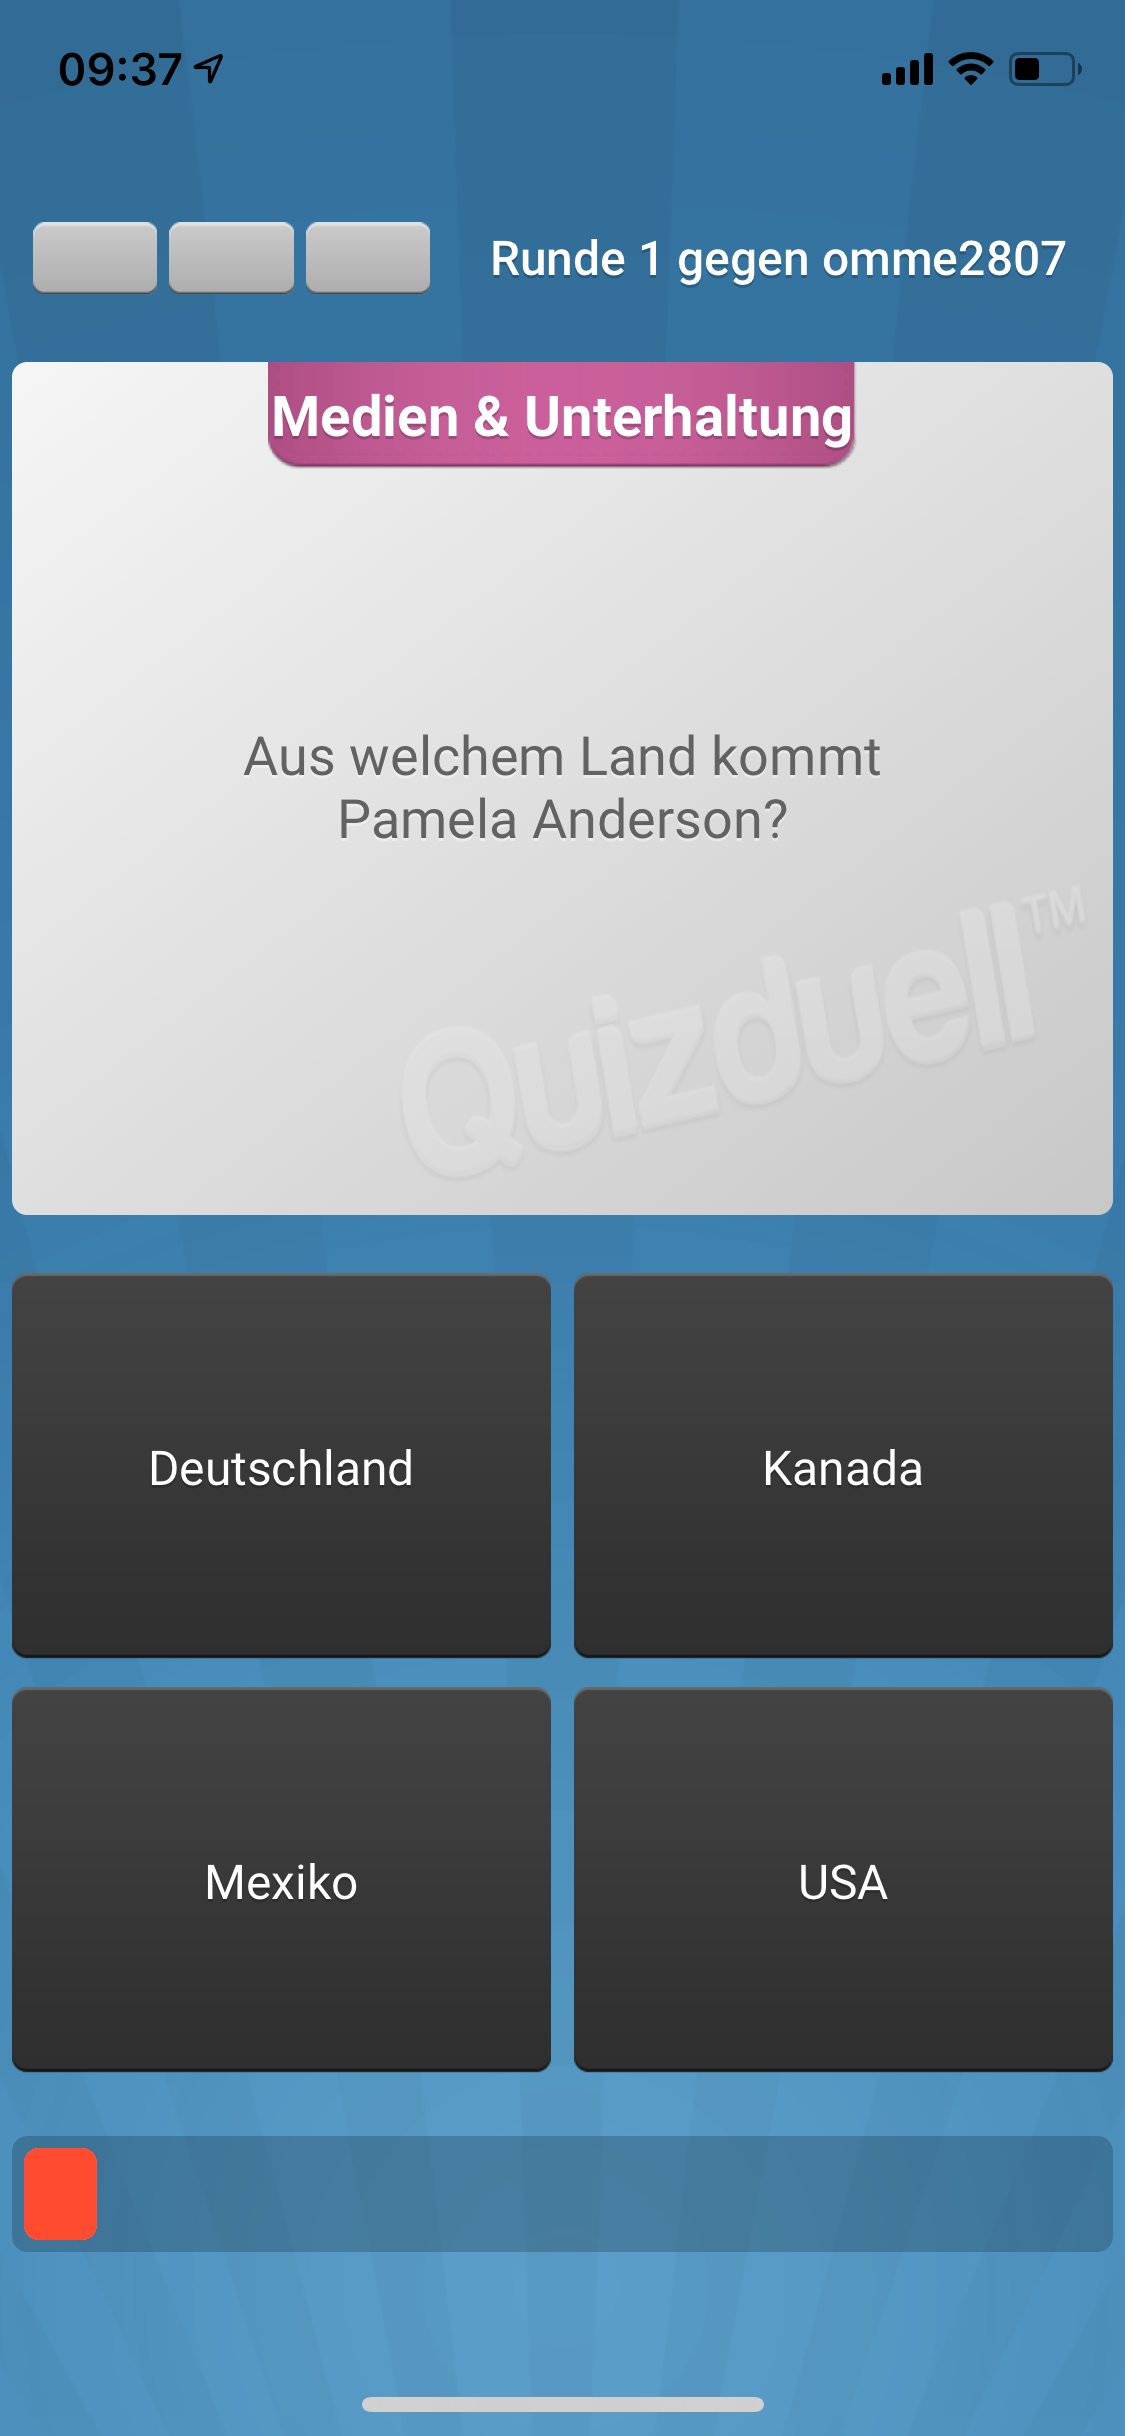 09:37
Runde 1 gegen omme2807
Medien & Unterhaltung
Aus welchem Land kommt
Pamela Anderson?
Quizduell™
Deutschland
Kanada
Mexiko
USA